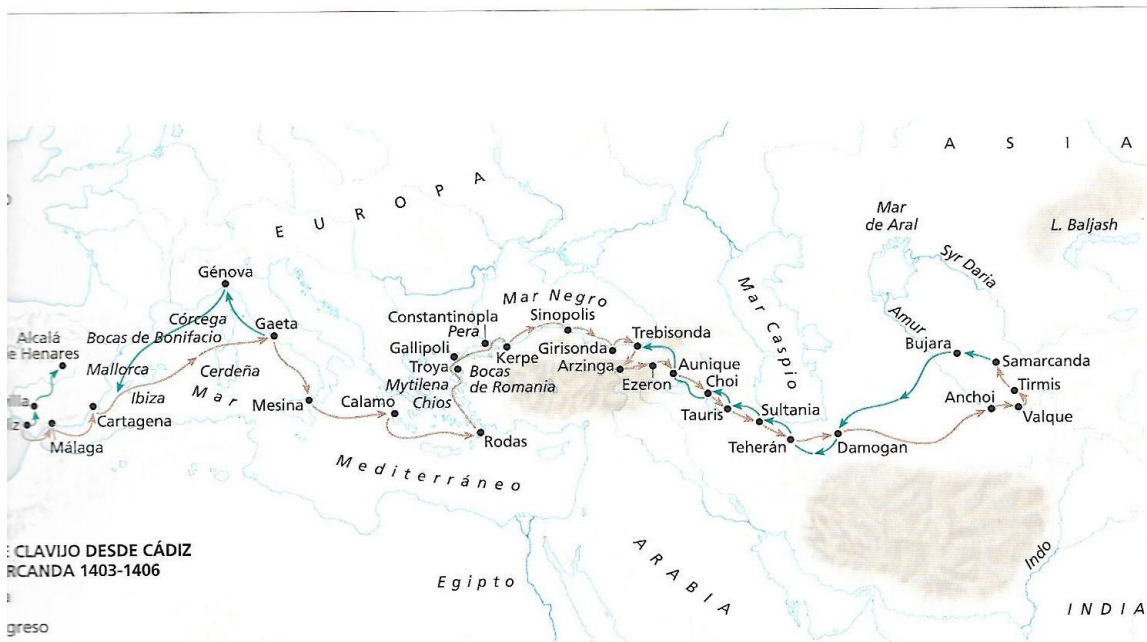 A S I A
Mar
de Aral
L. Baljash
E U R O P A
Syr Daria
Génova
Mar Caspio
Mar Negro
Amur
Córcega
Constantinopla
Sinopolis
Gaeta
Pera
Trebisonda
Alcalá
e Henares
Bocas de Bonifacio
Gallipoli
Kerpe
Girisonda
Bujara
Mallorca
Cerdeña
Troya
Bocas
de Romanía
Arzinga
Aunique
Samarcanda
Mytilena
Ezeron
Choi
Tirmis
Ibiza
Mar
Chios
Anchoi
illa
Mesina
Calamo
Tauris
Sultania
Valque
z
Cartagena
Málaga
Rodas
Teherán
Damogan
Mediterráneo
E CLAVIJO DESDE CÁDIZ
RCANDA 1403-1406
Egipto
A R A B I A
Indo
I N D I A
greso